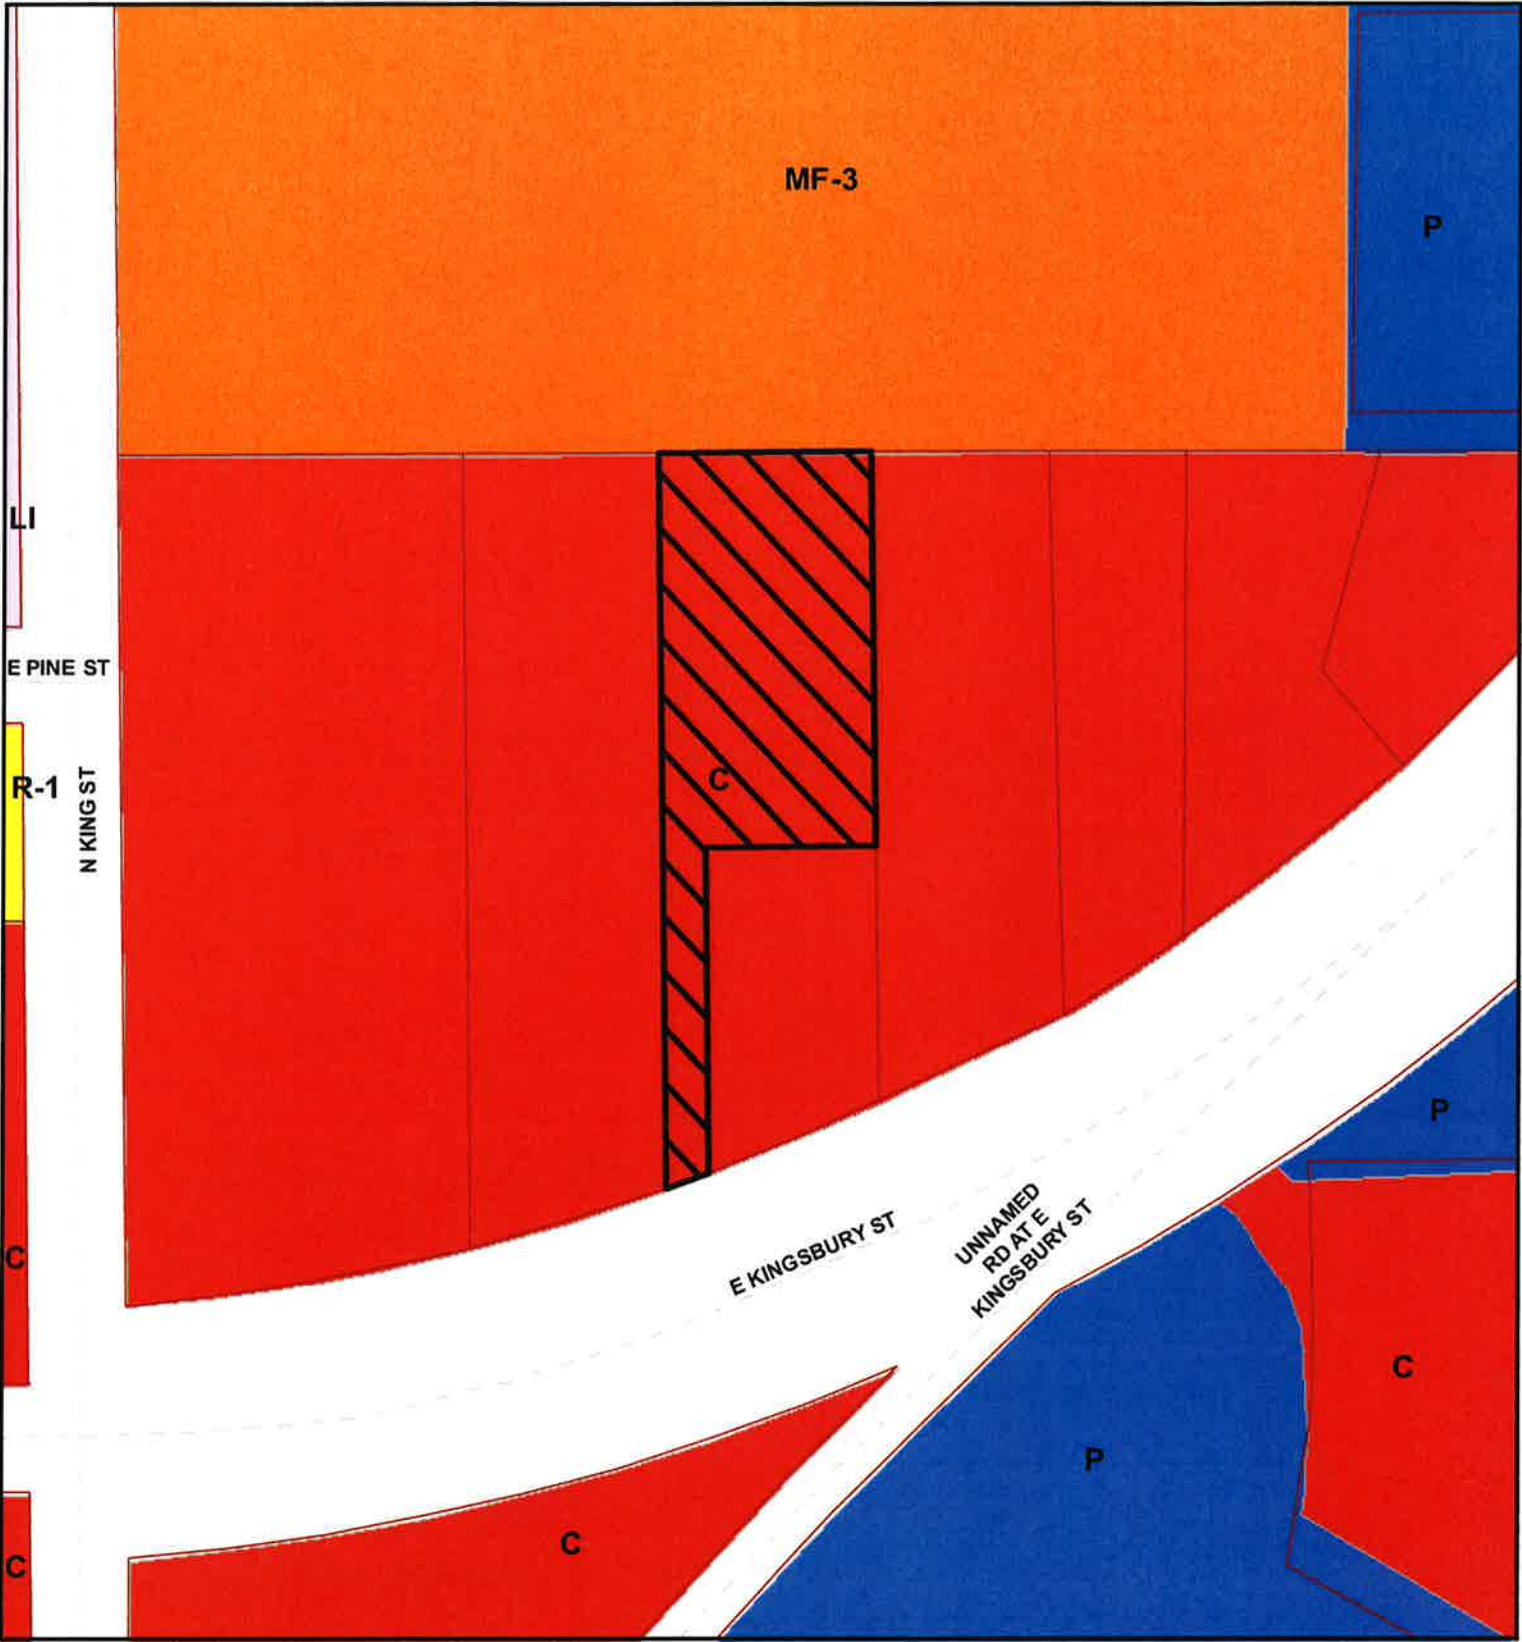 MF-3
P
LI
E PINE ST
R-1
N KING ST
C
P
E KINGSBURY ST
UNNAMED
RD AT E
KINGSBURY ST
C
C
P
C
C